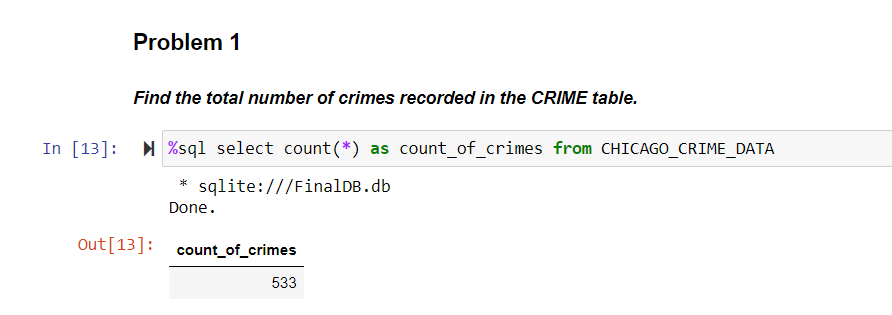 Problem 1
Find the total number of crimes recorded in the CRIME table.
In [13]: %sql select count(*) as count_of_crimes from CHICAGO_CRIME_DATA
* sqlite:///FinalDB.db
Done.
Out[13]: count_of_crimes
533